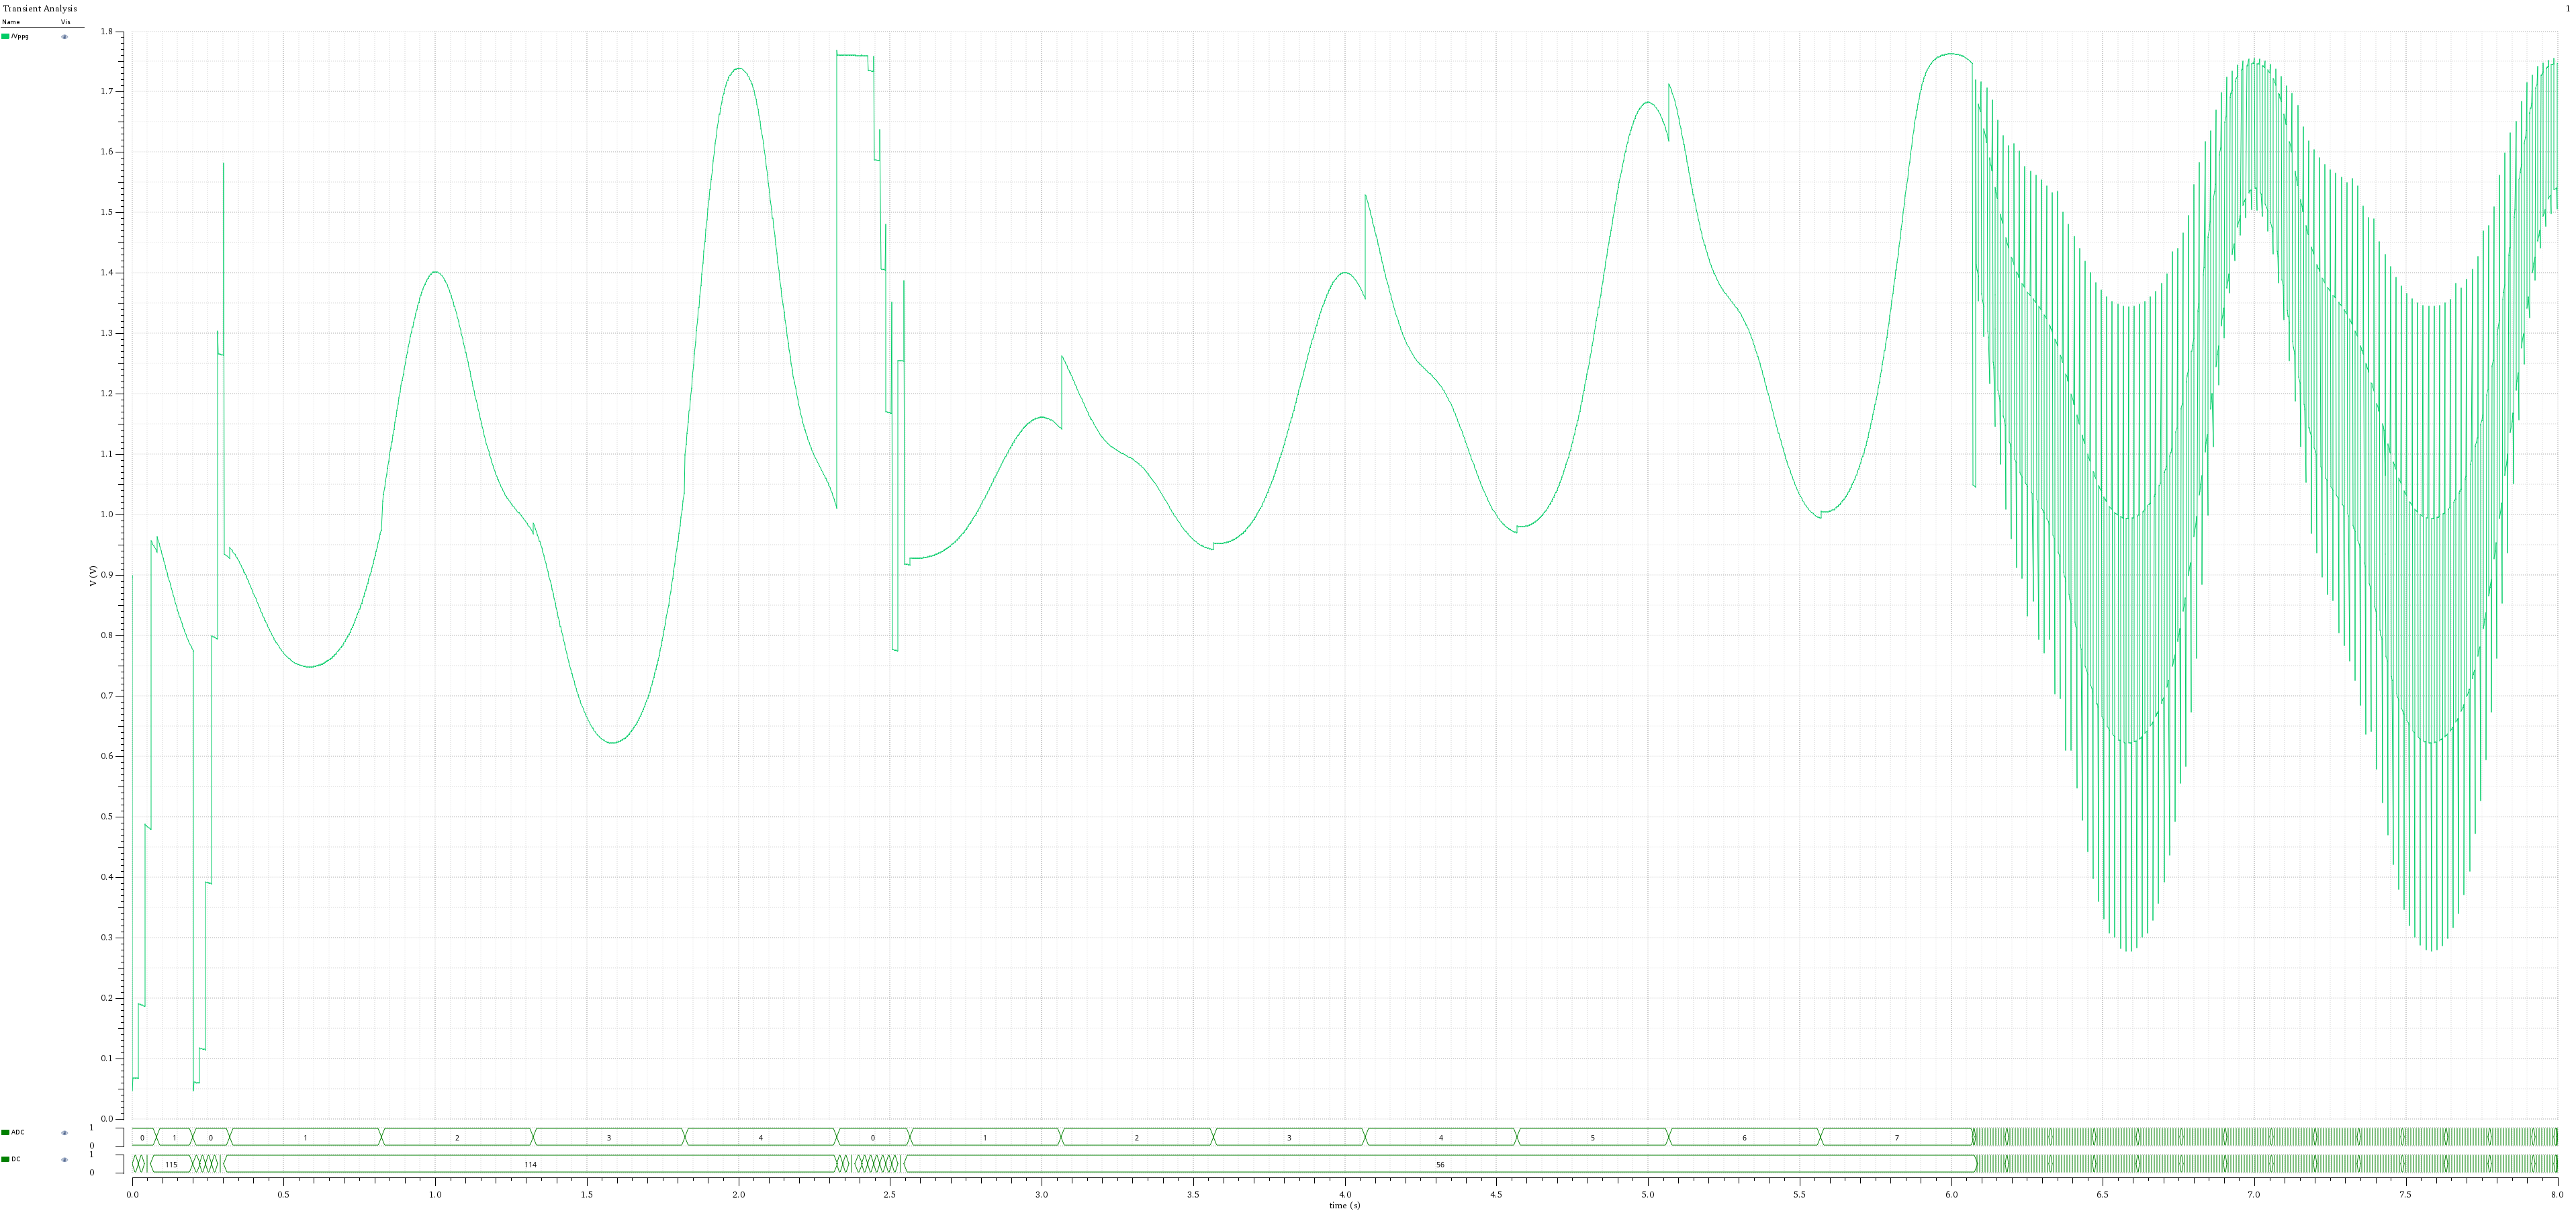 Transient Analysis 1
Name Vis
/Vppg
1.8
1.7
1.6
1.5
1.4
1.3
1.2
1.1
1.0
0.9
0.8
0.7
0.6
0.5
0.4
0.3
0.2
0.1
0.0
V (V)
ADC 1 0
0 1 0 1 2 3 4 0 1 2 3 4 5 6 7
DC 1 0
115 114 56
0.0 0.5 1.0 1.5 2.0 2.5 3.0 3.5 4.0 4.5 5.0 5.5 6.0 6.5 7.0 7.5 8.0
time (s)